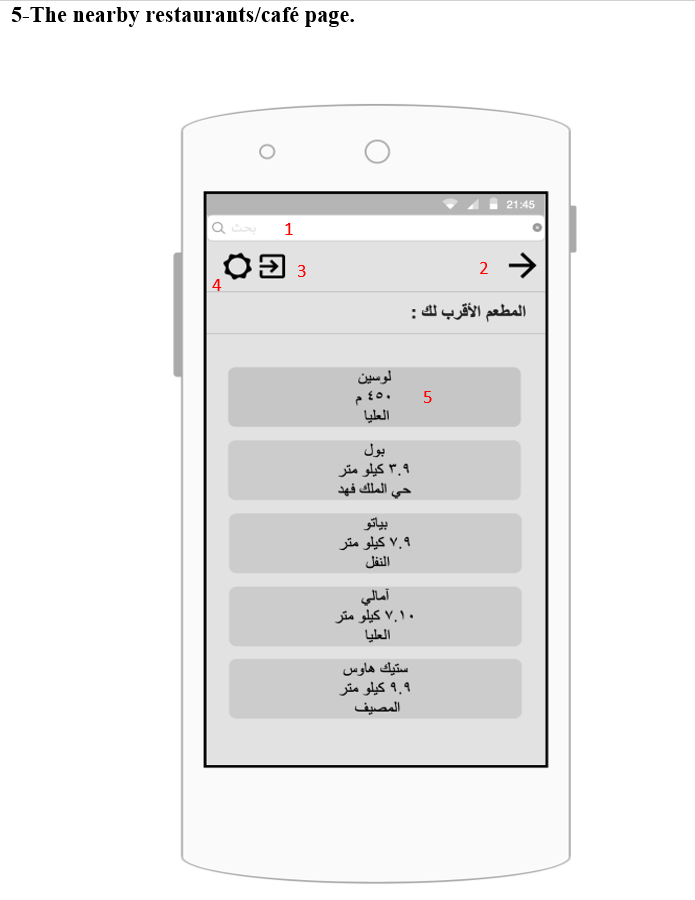 5-The nearby restaurants/café page.
21:45
بحث 1
4 3 2
المطعم الأقرب لك :
لوسين
٤٥٠ م 5
العليا
بول
٣.٩ كيلو متر
حي الملك فهد
بياتو
٧.٩ كيلو متر
النفل
أمالي
٧.١٠ كيلو متر
العليا
ستيك هاوس
٩.٩ كيلو متر
المصيف